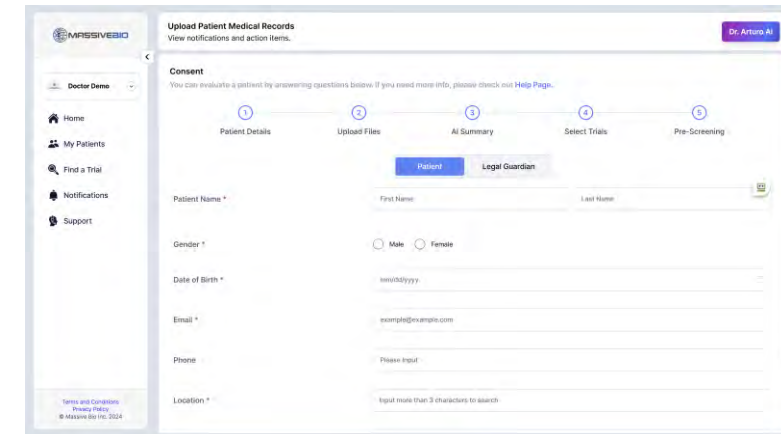 MASSIVEBIO
Upload Patient Medical Records
View notifications and action items.
Dr. Arturo AI
Doctor Demo
Home
My Patients
Find a Trial
Notifications
Support
Terms and Conditions
Privacy Policy
© Massive Bio Inc. 2024
Consent
You can evaluate a patient by answering questions below. If you need more info, please check out Help Page.
1 2 3 4 5
Patient Details Upload Files AI Summary Select Trials Pre-Screening
Patient Legal Guardian
Patient Name * First Name Last Name
Gender * Male Female
Date of Birth * mm/dd/yyyy
Email * example@example.com
Phone Please Input
Location * Input more than 3 characters to search